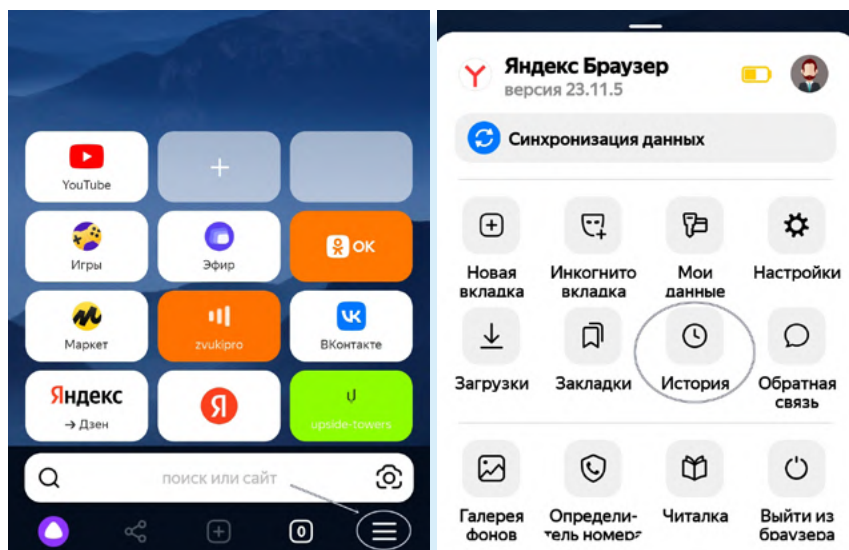 YouTube
Игры
Эфир
ОК
Маркет
zvukipro
ВКонтакте
Яндекс
→ Дзен
Я
upside-towers
поиск или сайт
0
Яндекс Браузер
версия 23.11.5
Синхронизация данных
Новая
вкладка
Инкогнито
вкладка
Мои
данные
Настройки
Загрузки
Закладки
История
Обратная
связь
Галерея
фонов
Определи-
тель номера
Читалка
Выйти из
браузера